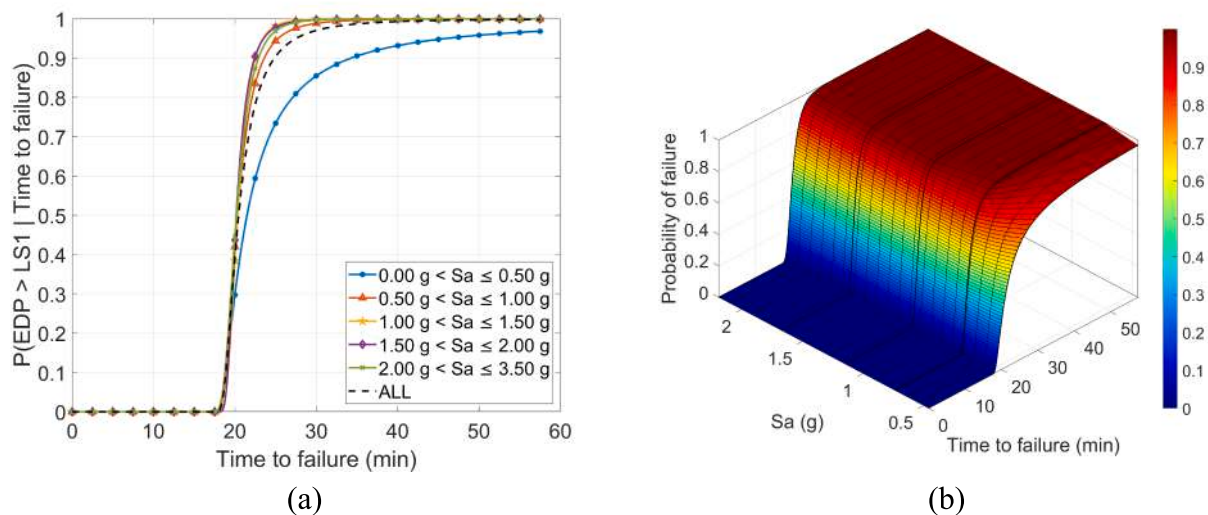 1
0.9
0.8
0.7
0.6
0.5
0.4
0.3
0.2
0.1
0
P(EDP > LS1 | Time to failure)
0.00 g < Sa ≤ 0.50 g
0.50 g < Sa ≤ 1.00 g
1.00 g < Sa ≤ 1.50 g
1.50 g < Sa ≤ 2.00 g
2.00 g < Sa ≤ 3.50 g
ALL
0 10 20 30 40 50 60
Time to failure (min)
(a)
1
0.8
0.6
0.4
0.2
0
Probability of failure
2
1.5
1
0.5
Sa (g)
0
10
20
30
40
50
Time to failure (min)
0.9
0.8
0.7
0.6
0.5
0.4
0.3
0.2
0.1
0
(b)